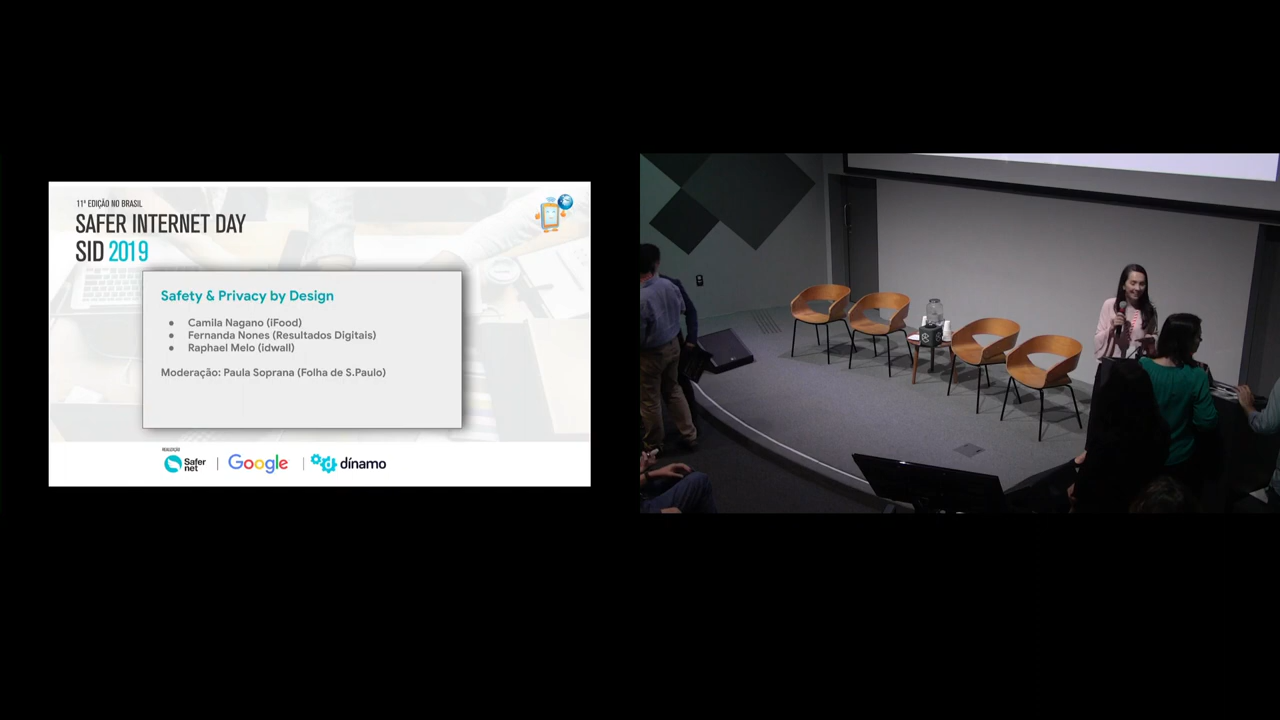 11ª EDIÇÃO NO BRASIL
SAFER INTERNET DAY
SID 2019
Safety & Privacy by Design
● Camila Nagano (iFood)
● Fernanda Nones (Resultados Digitais)
● Raphael Melo (idwall)
Moderação: Paula Soprana (Folha de S.Paulo)
REALIZAÇÃO
Safer
net
Google
dínamo